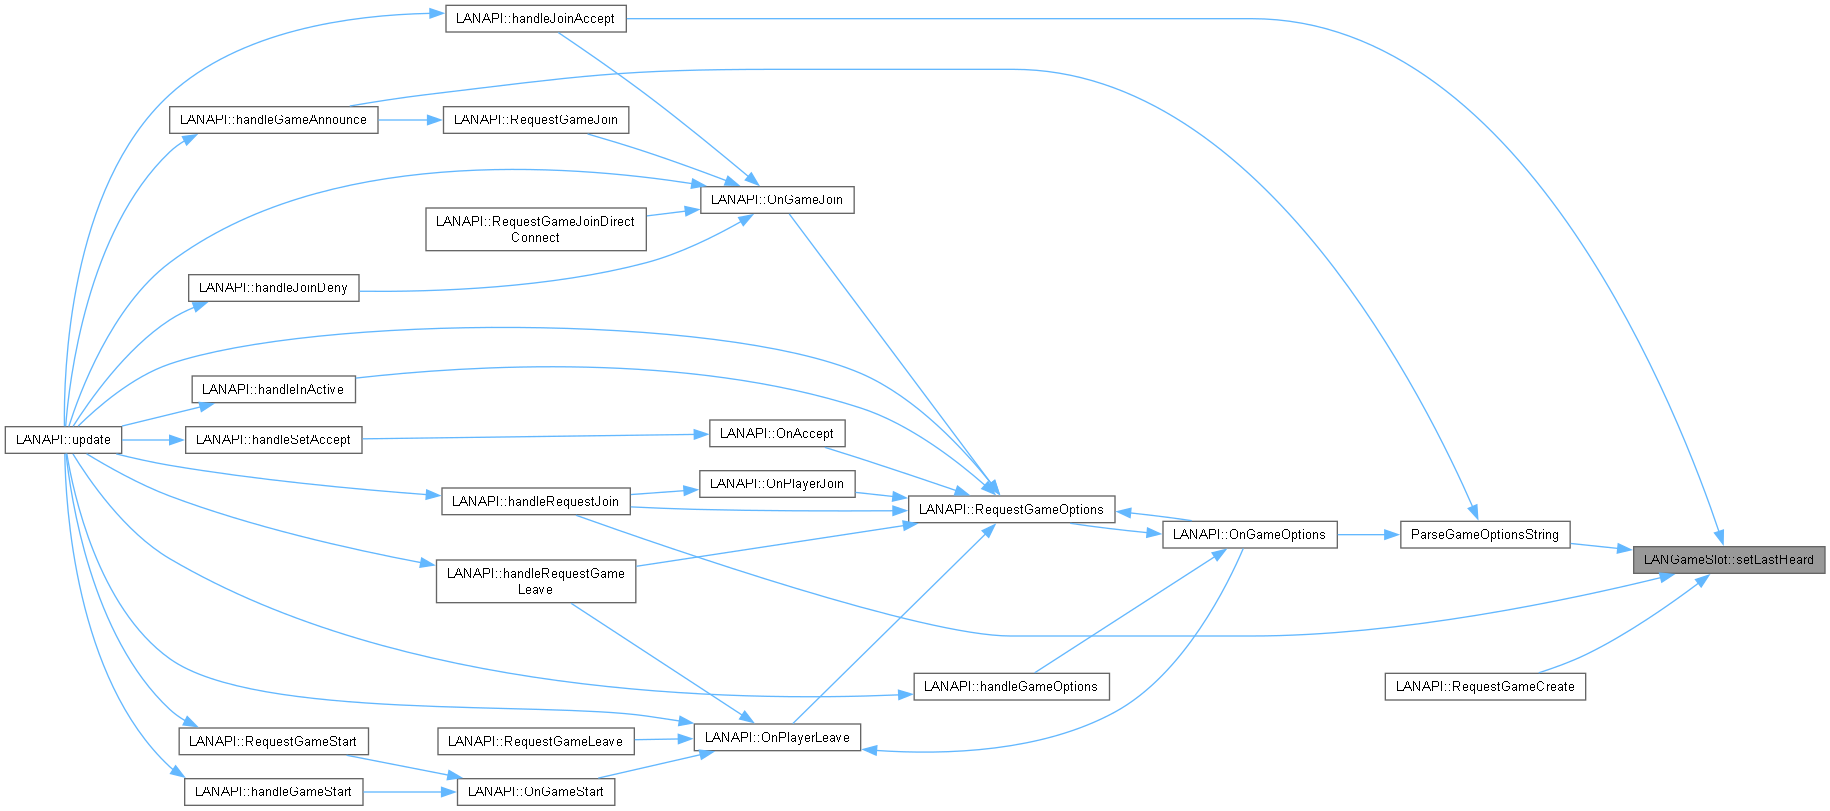 LANAPI::handleJoinAccept
LANAPI::handleGameAnnounce
LANAPI::RequestGameJoin
LANAPI::OnGameJoin
LANAPI::RequestGameJoinDirect
Connect
LANAPI::handleJoinDeny
LANAPI::handleInActive
LANAPI::update
LANAPI::handleSetAccept
LANAPI::OnAccept
LANAPI::OnPlayerJoin
LANAPI::handleRequestJoin
LANAPI::RequestGameOptions
LANAPI::OnGameOptions
ParseGameOptionsString
LANGameSlot::setLastHeard
LANAPI::handleRequestGame
Leave
LANAPI::handleGameOptions
LANAPI::RequestGameCreate
LANAPI::RequestGameStart
LANAPI::RequestGameLeave
LANAPI::OnPlayerLeave
LANAPI::handleGameStart
LANAPI::OnGameStart